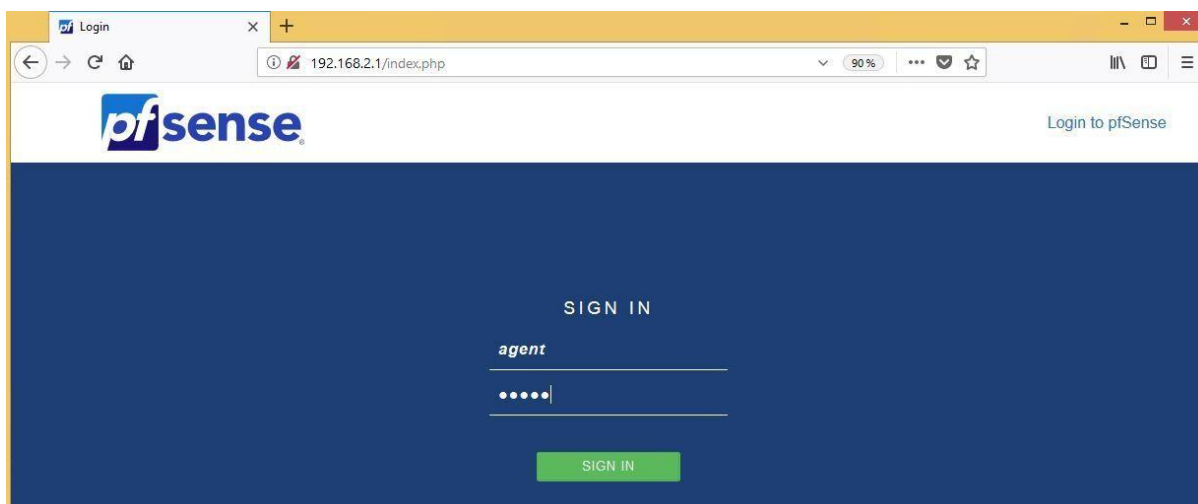 Login
192.168.2.1/index.php
90%
pfsense
Login to pfSense
SIGN IN
agent
•••••
SIGN IN